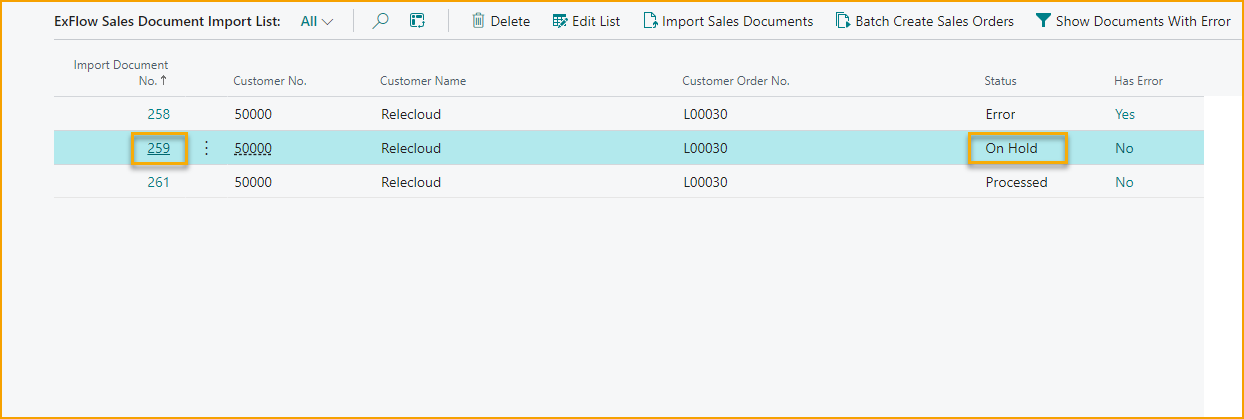 ExFlow Sales Document Import List: All Delete Edit List Import Sales Documents Batch Create Sales Orders Show Documents With Error
Import Document
No. ↑ Customer No. Customer Name Customer Order No. Status Has Error
258 50000 Relecloud L00030 Error Yes
259 50000 Relecloud L00030 On Hold No
261 50000 Relecloud L00030 Processed No